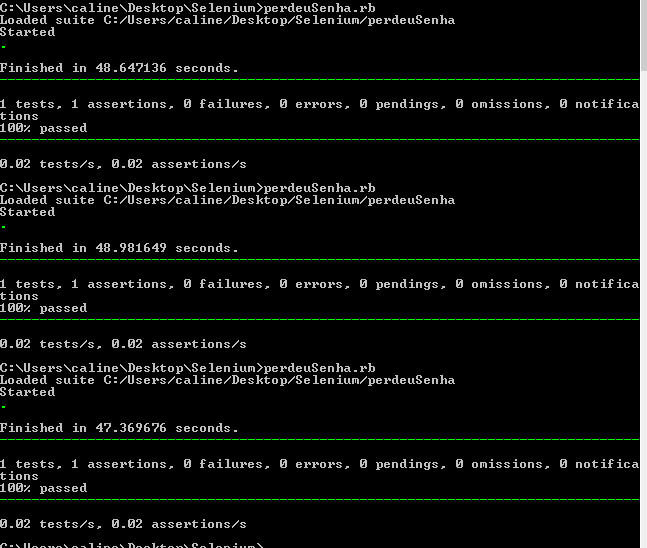 C:\Users\caline\Desktop\Selenium>perdeuSenha.rb
Loaded suite C:/Users/caline/Desktop/Selenium/perdeuSenha
Started
.
Finished in 48.647136 seconds.
--------------------------------------------------------------------------------
1 tests, 1 assertions, 0 failures, 0 errors, 0 pendings, 0 omissions, 0 notifica
tions
100% passed
--------------------------------------------------------------------------------
0.02 tests/s, 0.02 assertions/s
C:\Users\caline\Desktop\Selenium>perdeuSenha.rb
Loaded suite C:/Users/caline/Desktop/Selenium/perdeuSenha
Started
.
Finished in 48.981649 seconds.
--------------------------------------------------------------------------------
1 tests, 1 assertions, 0 failures, 0 errors, 0 pendings, 0 omissions, 0 notifica
tions
100% passed
--------------------------------------------------------------------------------
0.02 tests/s, 0.02 assertions/s
C:\Users\caline\Desktop\Selenium>perdeuSenha.rb
Loaded suite C:/Users/caline/Desktop/Selenium/perdeuSenha
Started
.
Finished in 47.369676 seconds.
--------------------------------------------------------------------------------
1 tests, 1 assertions, 0 failures, 0 errors, 0 pendings, 0 omissions, 0 notifica
tions
100% passed
--------------------------------------------------------------------------------
0.02 tests/s, 0.02 assertions/s
C:\Users\caline\Desktop\Selenium>